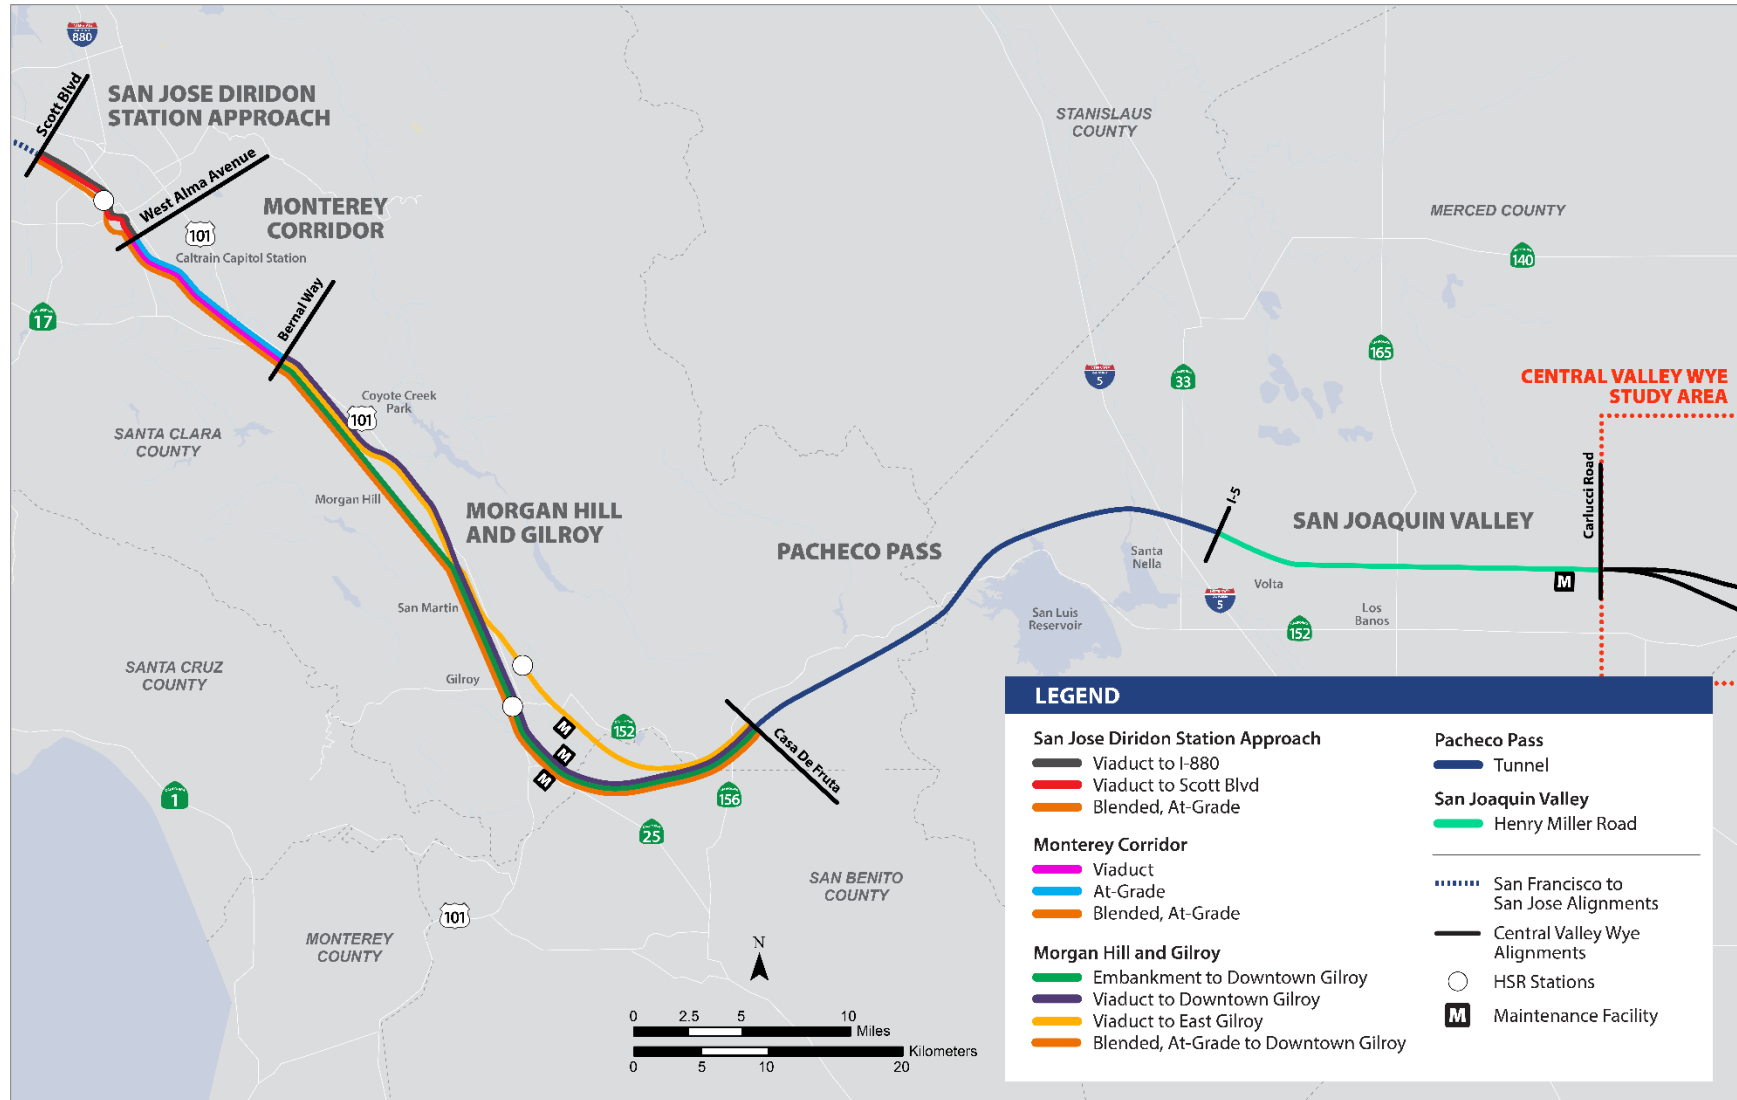 880
Scott Blvd
SAN JOSE DIRIDON
STATION APPROACH
West Alma Avenue
MONTEREY
CORRIDOR
101
Caltrain Capitol Station
17
Bernal Way
Coyote Creek
Park
101
SANTA CLARA
COUNTY
Morgan Hill
MORGAN HILL
AND GILROY
San Martin
SANTA CRUZ
COUNTY
Gilroy
M
M
M
152
Casa De Fruta
156
25
1
101
MONTEREY
COUNTY
SAN BENITO
COUNTY
PACHECO PASS
STANISLAUS
COUNTY
MERCED COUNTY
140
165
5
33
CENTRAL VALLEY WYE
STUDY AREA
Carlucci Road
I-5
SAN JOAQUIN VALLEY
Santa
Nella
Volta
M
5
San Luis
Reservoir
Los
Banos
152
N
0 2.5 5 10
Miles
Kilometers
0 5 10 20
LEGEND
San Jose Diridon Station Approach
Viaduct to I-880
Viaduct to Scott Blvd
Blended, At-Grade
Monterey Corridor
Viaduct
At-Grade
Blended, At-Grade
Morgan Hill and Gilroy
Embankment to Downtown Gilroy
Viaduct to Downtown Gilroy
Viaduct to East Gilroy
Blended, At-Grade to Downtown Gilroy
Pacheco Pass
Tunnel
San Joaquin Valley
Henry Miller Road
San Francisco to
San Jose Alignments
Central Valley Wye
Alignments
HSR Stations
M
Maintenance Facility